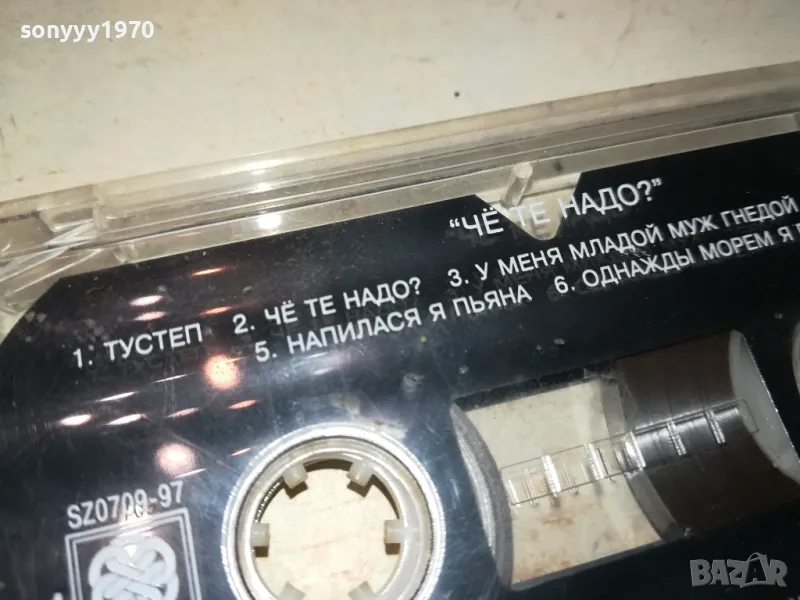 sonyyy1970
"ЧЁ ТЕ НАДО?"
1. ТУСТЕП 2. ЧЁ ТЕ НАДО? 3. У МЕНЯ МЛАДОЙ МУЖ ГНЕДОЙ
5. НАПИЛАСЯ Я ПЬЯНА 6. ОДНАЖДЫ МОРЕМ Я
SZ0709-97
BAZAR